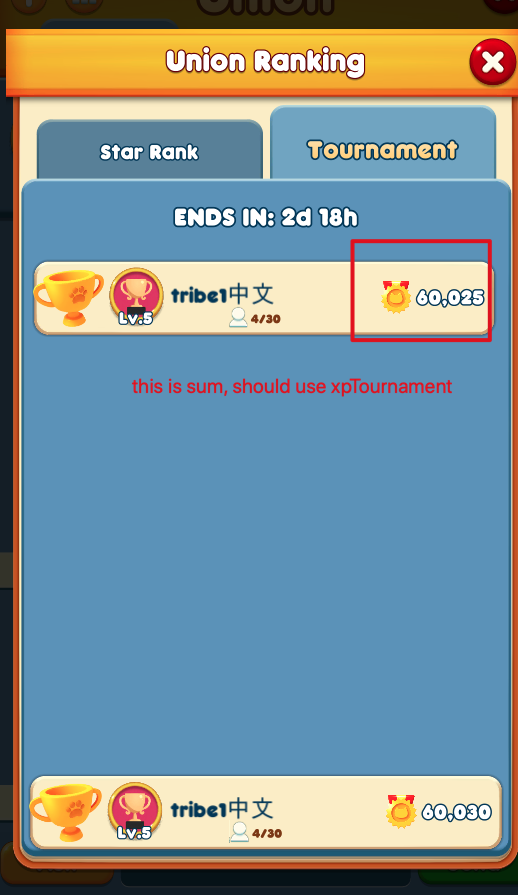 Union
Union Ranking
Star Rank
Tournament
ENDS IN: 2d 18h
tribe1中文
60,025
LV.5
4/30
this is sum, should use xpTournament
tribe1中文
60,030
LV.5
4/30